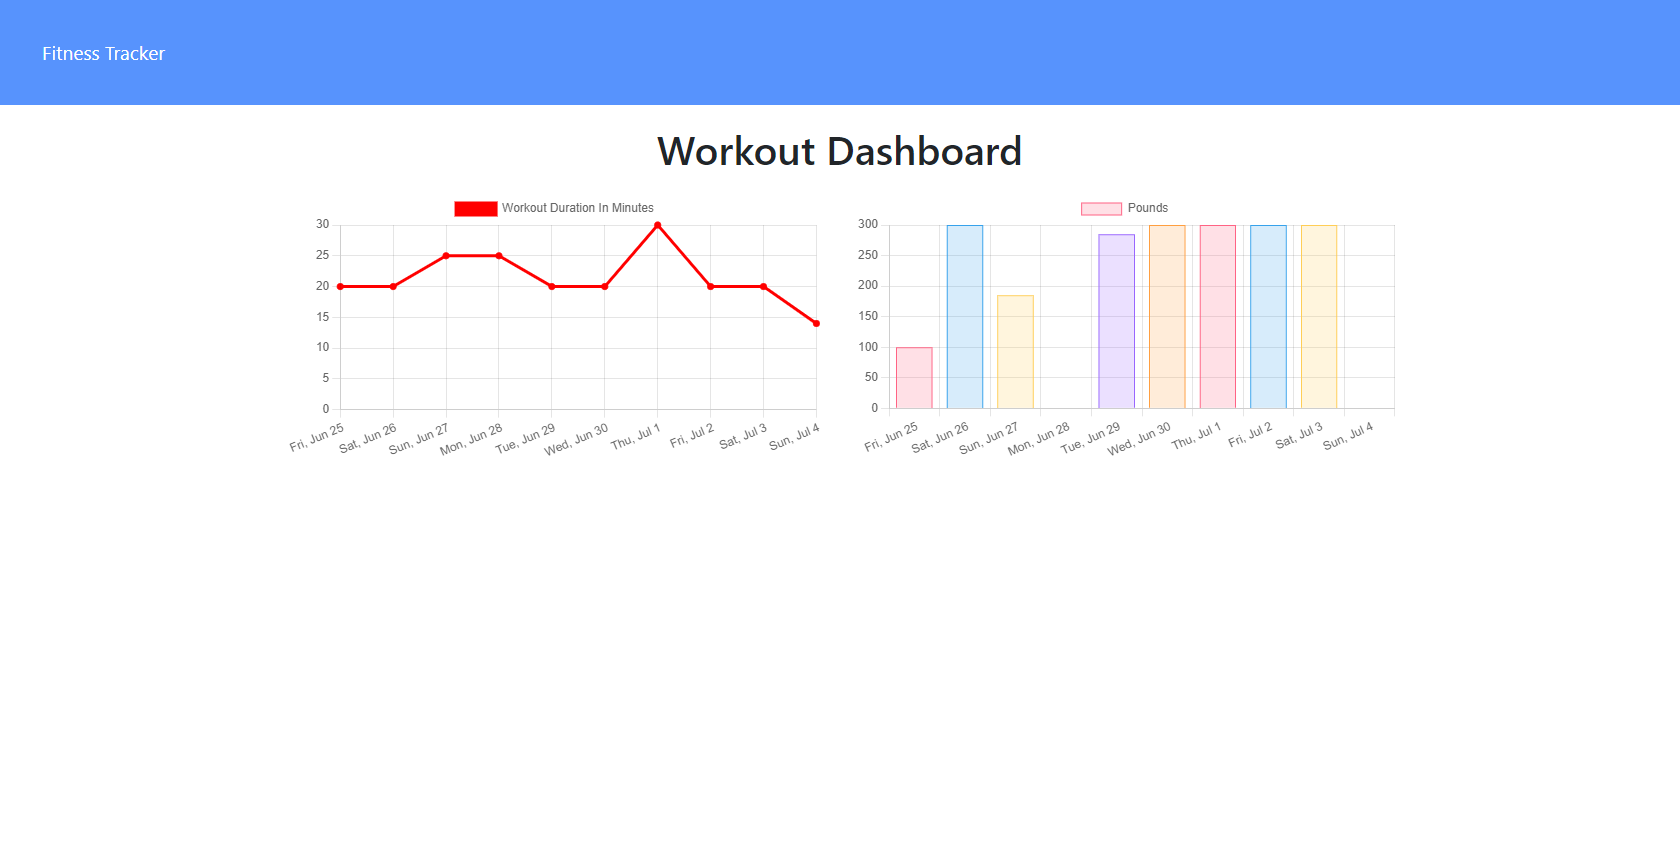 Fitness Tracker
Workout Dashboard
Workout Duration In Minutes
30
25
20
15
10
5
0
Fri, Jun 25
Sat, Jun 26
Sun, Jun 27
Mon, Jun 28
Tue, Jun 29
Wed, Jun 30
Thu, Jul 1
Fri, Jul 2
Sat, Jul 3
Sun, Jul 4
Pounds
300
250
200
150
100
50
0
Fri, Jun 25
Sat, Jun 26
Sun, Jun 27
Mon, Jun 28
Tue, Jun 29
Wed, Jun 30
Thu, Jul 1
Fri, Jul 2
Sat, Jul 3
Sun, Jul 4